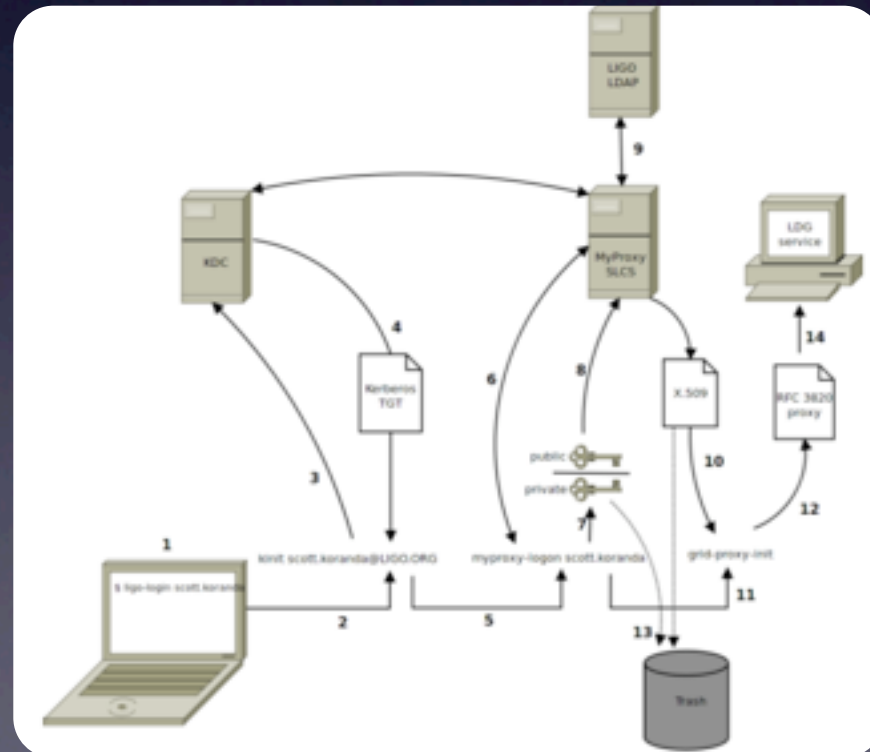 LIGO
LDAP
9
KDC
MyProxy
SLCS
LDG
service
4
14
Kerberos
TGT
6
8
X.509
RFC 3820
proxy
public
private
10
3
12
7
1
kinit scott.koranda@LIGO.ORG
myproxy-logon scott.koranda
grid-proxy-init
$ ligo-login scott.koranda
2
5
11
13
Trash